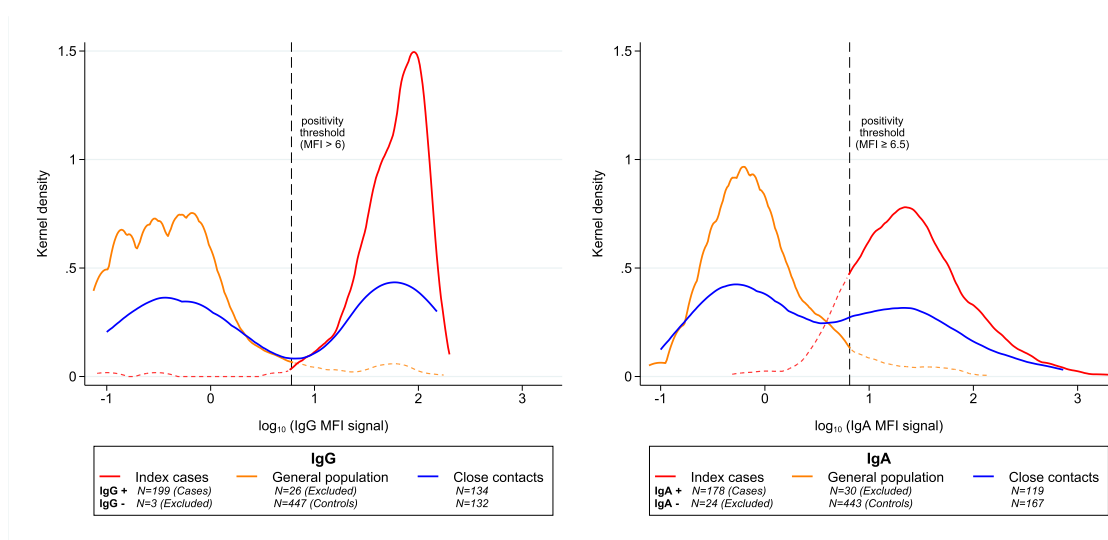 1.5
1
.5
0
Kernel density
positivity
threshold
(MFI > 6)
-1 0 1 2 3
log₁₀ (IgG MFI signal)
IgG
Index cases General population Close contacts
IgG + N=199 (Cases) N=26 (Excluded) N=134
IgG - N=3 (Excluded) N=447 (Controls) N=132
1.5
1
.5
0
Kernel density
positivity
threshold
(MFI ≥ 6.5)
-1 0 1 2 3
log₁₀ (IgA MFI signal)
IgA
Index cases General population Close contacts
IgA + N=178 (Cases) N=30 (Excluded) N=119
IgA - N=24 (Excluded) N=443 (Controls) N=167